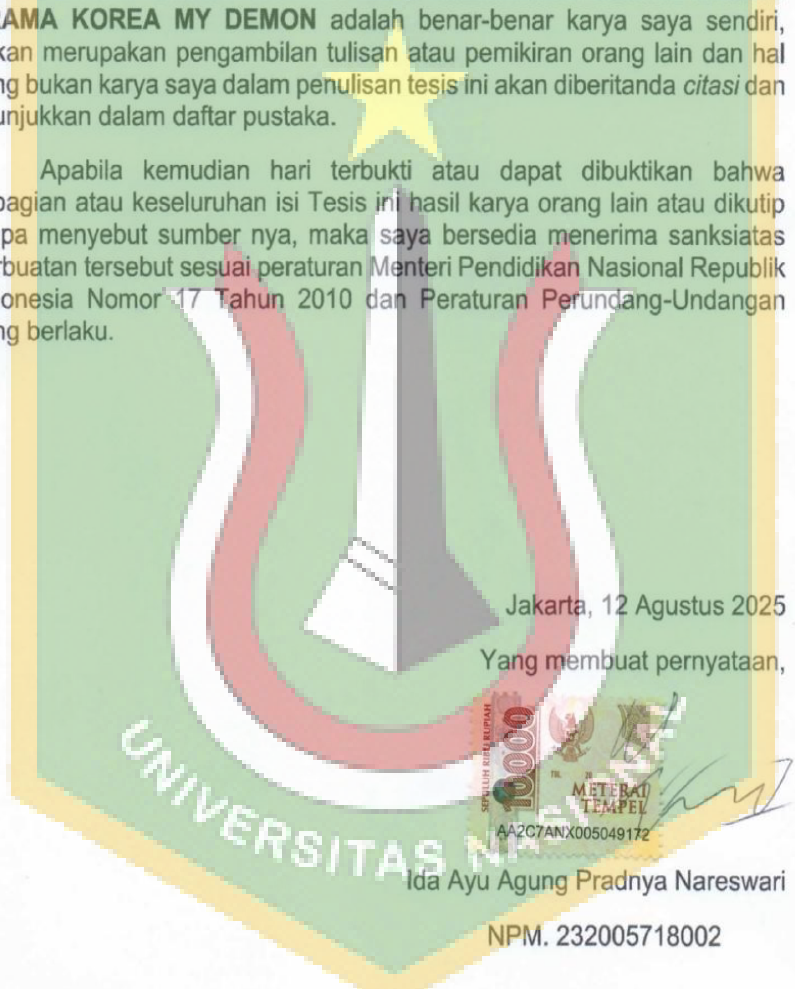 RAMA KOREA MY DEMON adalah benar-benar karya saya sendiri,
kan merupakan pengambilan tulisan atau pemikiran orang lain dan hal
ng bukan karya saya dalam penulisan tesis ini akan diberitanda citasi dan
unjukkan dalam daftar pustaka.
Apabila kemudian hari terbukti atau dapat dibuktikan bahwa
bagian atau keseluruhan isi Tesis ini hasil karya orang lain atau dikutip
pa menyebut sumber nya, maka saya bersedia menerima sanksiatas
rbuatan tersebut sesuai peraturan Menteri Pendidikan Nasional Republik
onesia Nomor 17 Tahun 2010 dan Peraturan Perundang-Undangan
ng berlaku.
Jakarta, 12 Agustus 2025
Yang membuat pernyataan,
SEPULUH RIBU RUPIAH
10000
METERAI
TEMPEL
AA2C7ANX005049172
UNIVERSITAS NASIONAL
Ida Ayu Agung Pradnya Nareswari
NPM. 232005718002